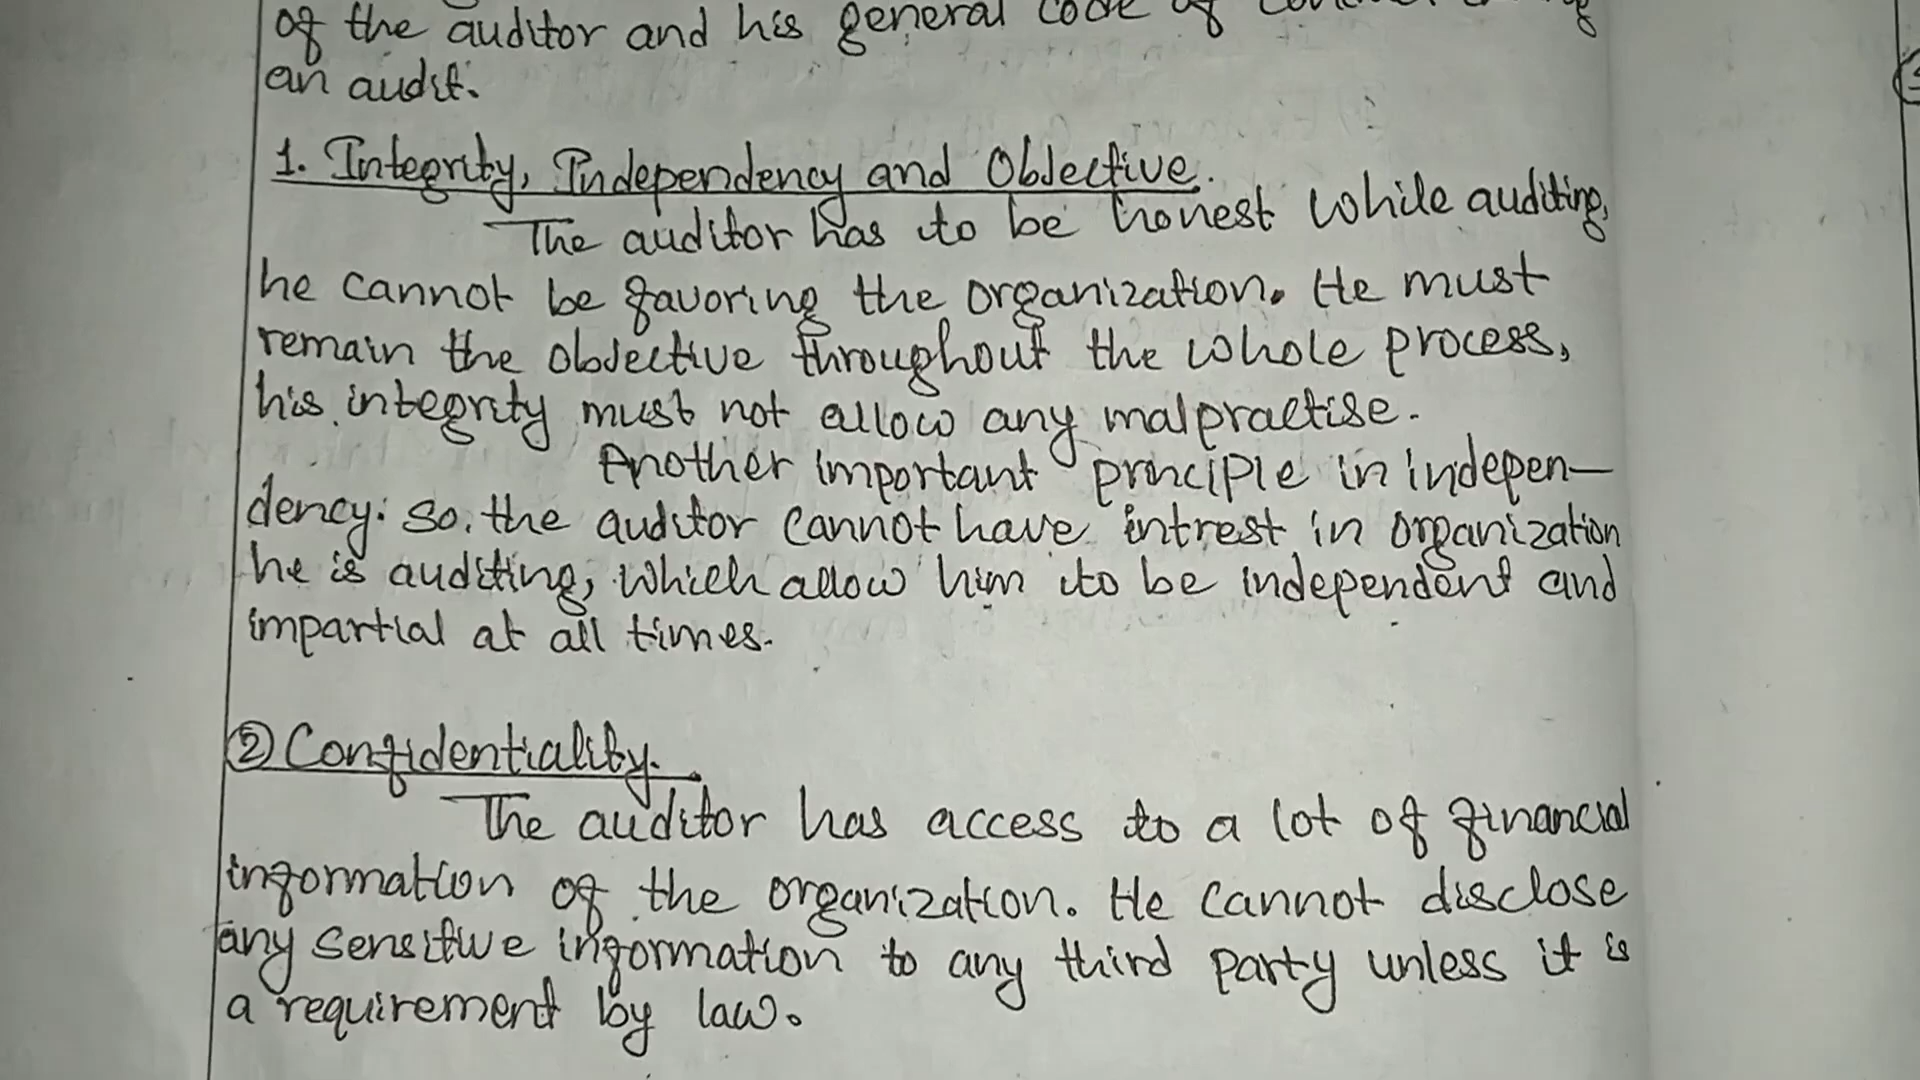 of the auditor and his general code of
an audit.
1. Integrity, Independency and Objective.
The auditor has to be honest while auditing,
he cannot be favoring the organization. He must
remain the objective throughout the whole process,
his integrity must not allow any malpractise.
Another important principle in indepen-
dency. so, the auditor cannot have intrest in organization
he is auditing, which allow him to be independent and
impartial at all times.
② Confidentiality.
The auditor has access to a lot of financial
information of the organization. He cannot disclose
any sensitive information to any third party unless it is
a requirement by law.